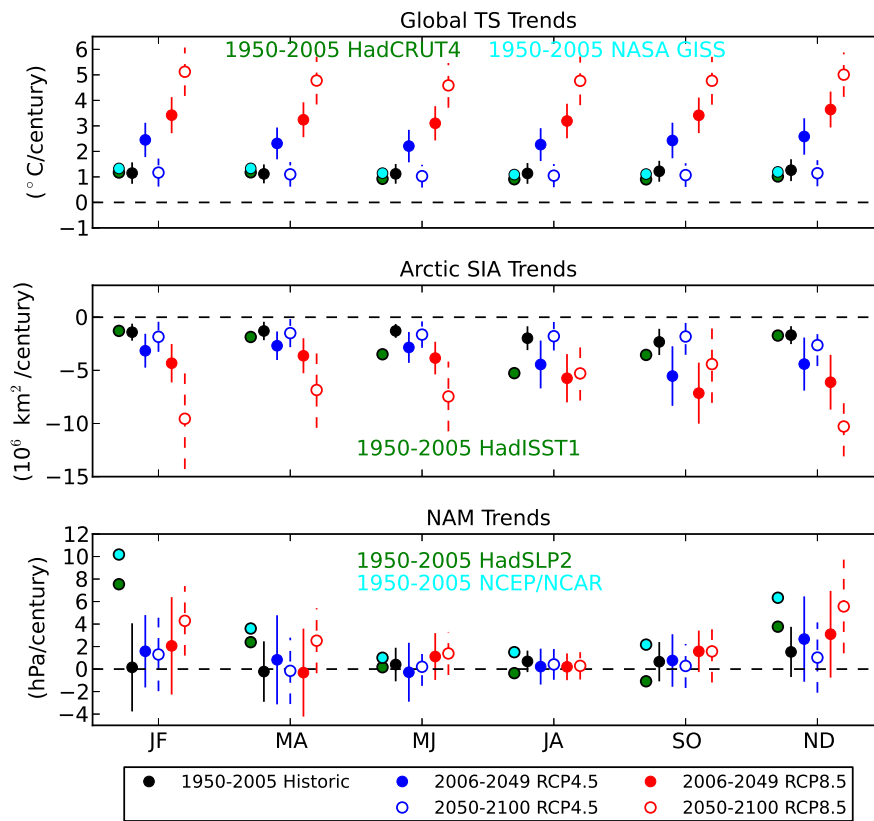 Global TS Trends
1950-2005 HadCRUT4 1950-2005 NASA GISS
(°C/century)
6
5
4
3
2
1
0
−1
Arctic SIA Trends
(10⁶ km²/century)
0
−5
−10
−15
1950-2005 HadISST1
NAM Trends
(hPa/century)
12
10
8
6
4
2
0
−2
−4
1950-2005 HadSLP2
1950-2005 NCEP/NCAR
JF MA MJ JA SO ND
1950-2005 Historic 2006-2049 RCP4.5 2006-2049 RCP8.5
2050-2100 RCP4.5 2050-2100 RCP8.5